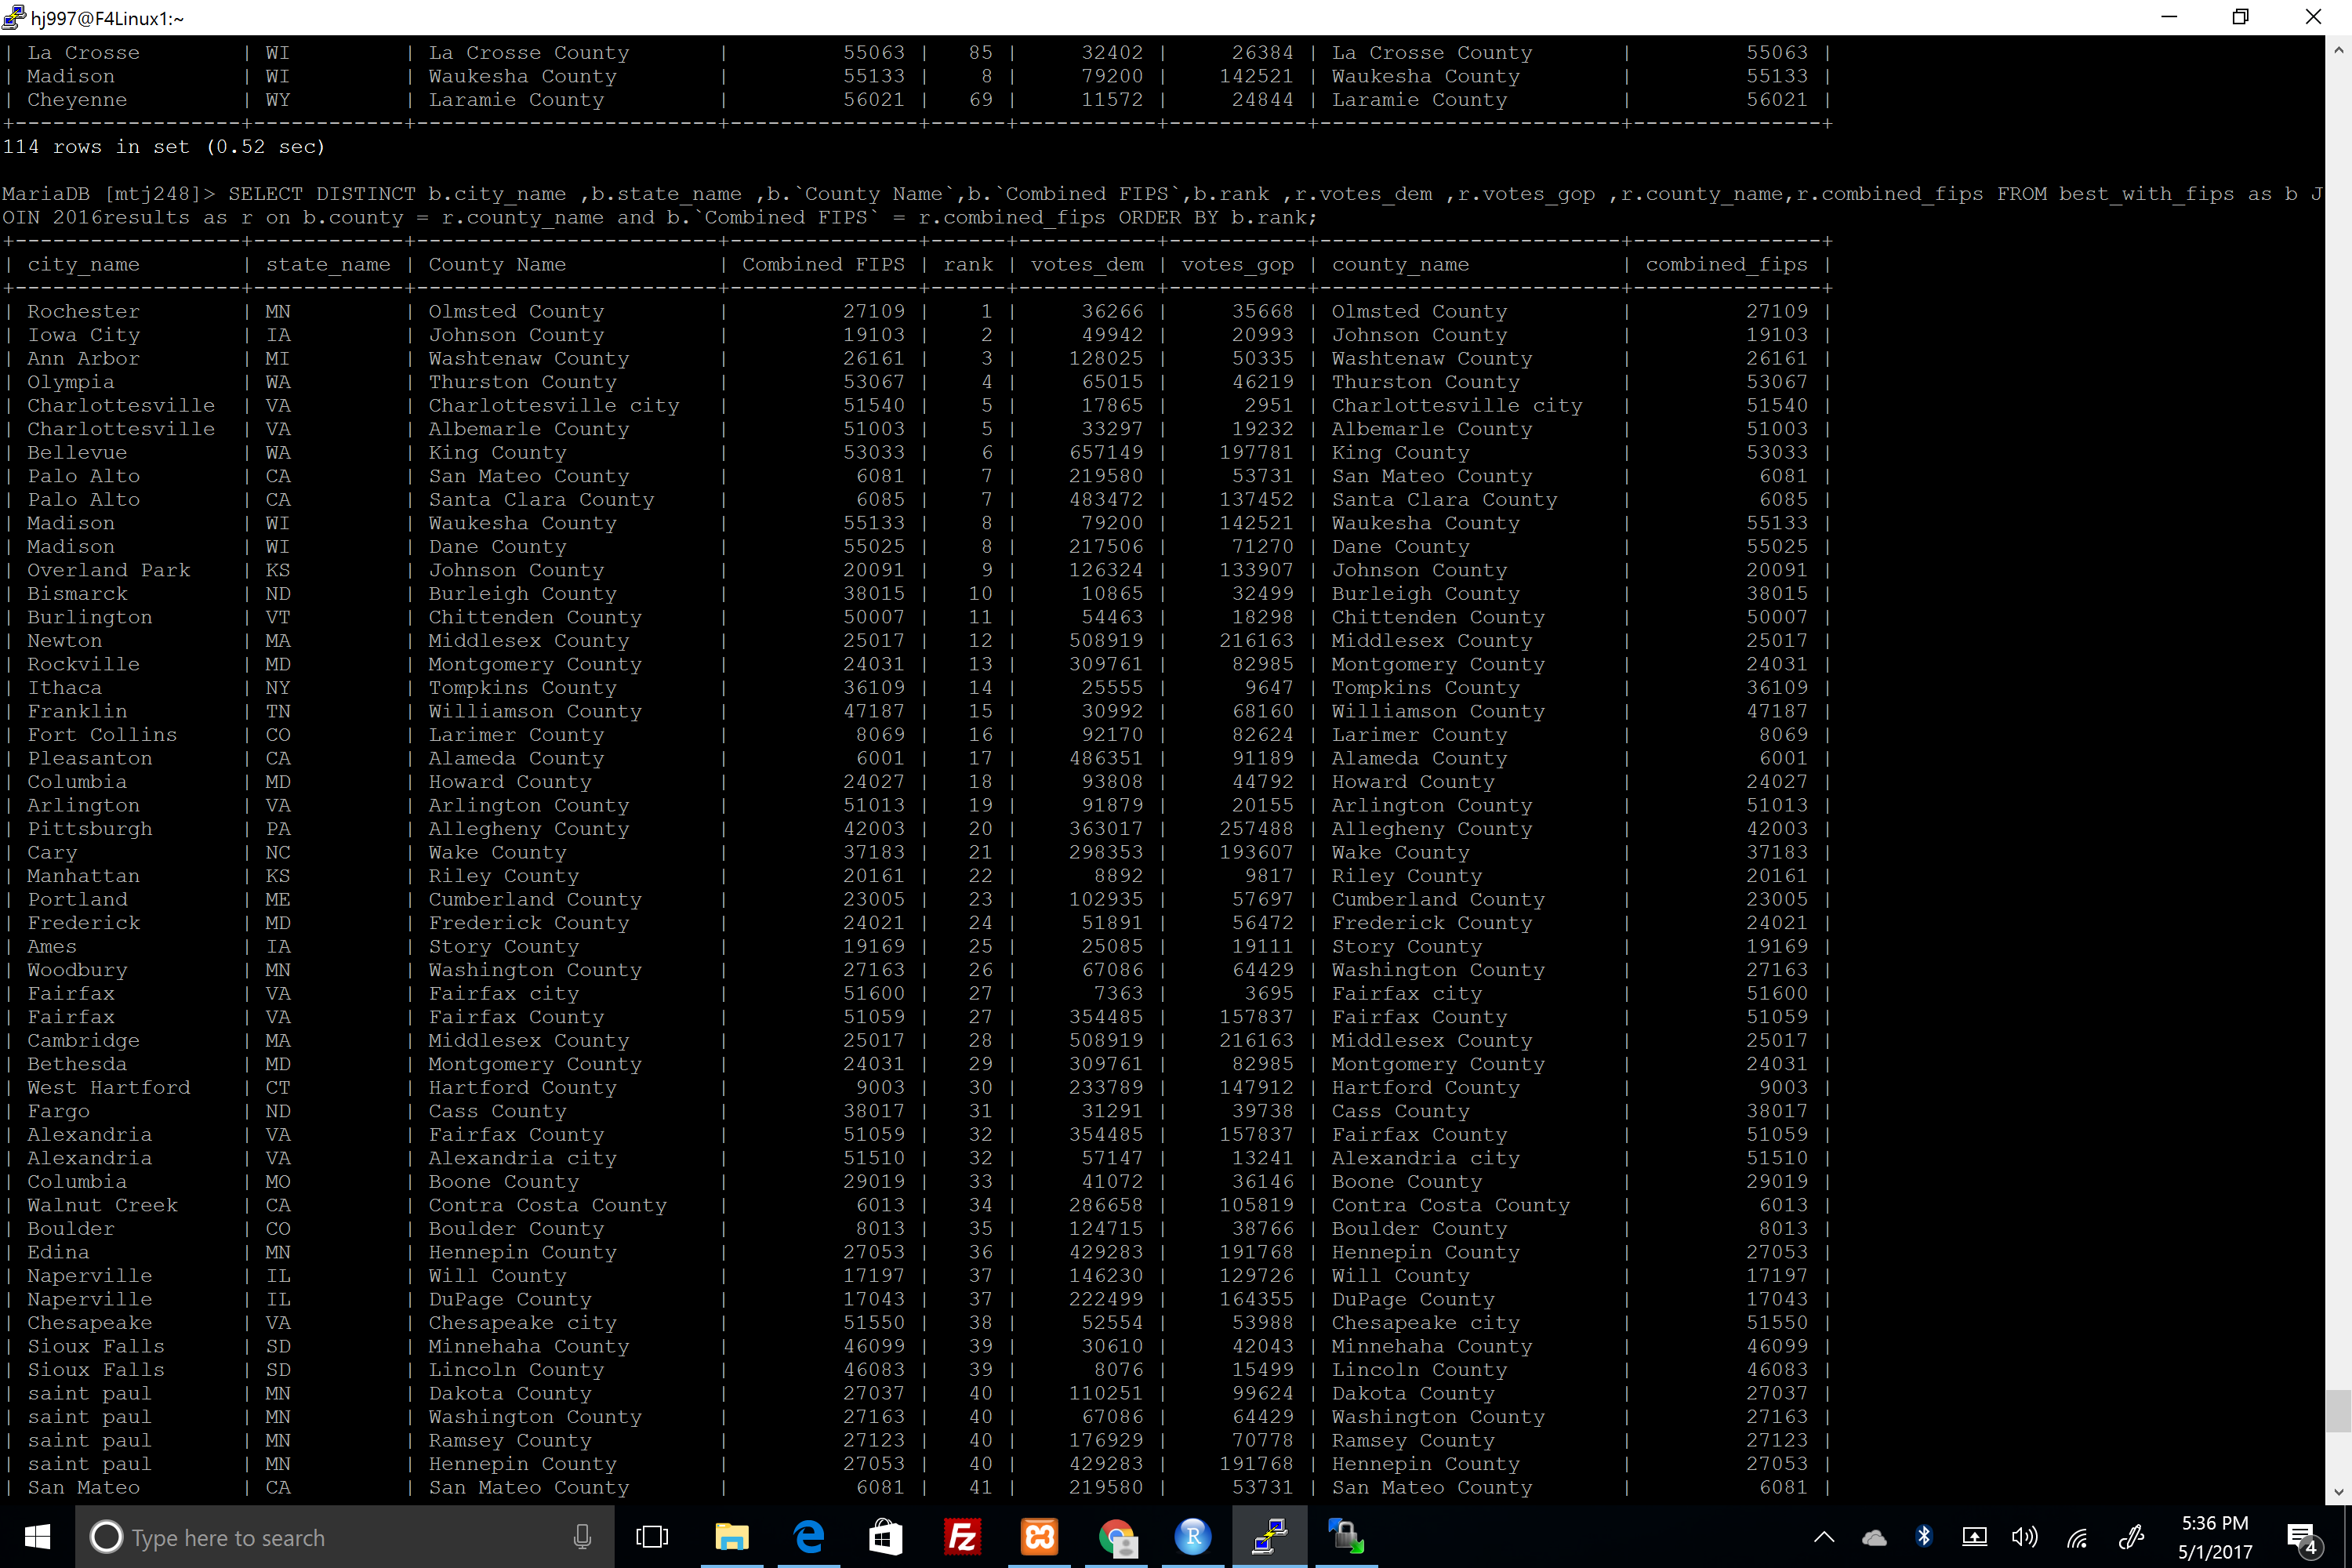 hj997@F4Linux1:~
| La Crosse | WI | La Crosse County | 55063 | 85 | 32402 | 26384 | La Crosse County | 55063 |
| Madison | WI | Waukesha County | 55133 | 8 | 79200 | 142521 | Waukesha County | 55133 |
| Cheyenne | WY | Laramie County | 56021 | 69 | 11572 | 24844 | Laramie County | 56021 |
+------------------+------------+------------------------+---------------+------+-----------+-----------+------------------------+---------------+
114 rows in set (0.52 sec)
MariaDB [mtj248]> SELECT DISTINCT b.city_name ,b.state_name ,b.`County Name`,b.`Combined FIPS`,b.rank ,r.votes_dem ,r.votes_gop ,r.county_name,r.combined_fips FROM best_with_fips as b J
OIN 2016results as r on b.county = r.county_name and b.`Combined FIPS` = r.combined_fips ORDER BY b.rank;
+------------------+------------+------------------------+---------------+------+-----------+-----------+------------------------+---------------+
| city_name | state_name | County Name | Combined FIPS | rank | votes_dem | votes_gop | county_name | combined_fips |
+------------------+------------+------------------------+---------------+------+-----------+-----------+------------------------+---------------+
| Rochester | MN | Olmsted County | 27109 | 1 | 36266 | 35668 | Olmsted County | 27109 |
| Iowa City | IA | Johnson County | 19103 | 2 | 49942 | 20993 | Johnson County | 19103 |
| Ann Arbor | MI | Washtenaw County | 26161 | 3 | 128025 | 50335 | Washtenaw County | 26161 |
| Olympia | WA | Thurston County | 53067 | 4 | 65015 | 46219 | Thurston County | 53067 |
| Charlottesville | VA | Charlottesville city | 51540 | 5 | 17865 | 2951 | Charlottesville city | 51540 |
| Charlottesville | VA | Albemarle County | 51003 | 5 | 33297 | 19232 | Albemarle County | 51003 |
| Bellevue | WA | King County | 53033 | 6 | 657149 | 197781 | King County | 53033 |
| Palo Alto | CA | San Mateo County | 6081 | 7 | 219580 | 53731 | San Mateo County | 6081 |
| Palo Alto | CA | Santa Clara County | 6085 | 7 | 483472 | 137452 | Santa Clara County | 6085 |
| Madison | WI | Waukesha County | 55133 | 8 | 79200 | 142521 | Waukesha County | 55133 |
| Madison | WI | Dane County | 55025 | 8 | 217506 | 71270 | Dane County | 55025 |
| Overland Park | KS | Johnson County | 20091 | 9 | 126324 | 133907 | Johnson County | 20091 |
| Bismarck | ND | Burleigh County | 38015 | 10 | 10865 | 32499 | Burleigh County | 38015 |
| Burlington | VT | Chittenden County | 50007 | 11 | 54463 | 18298 | Chittenden County | 50007 |
| Newton | MA | Middlesex County | 25017 | 12 | 508919 | 216163 | Middlesex County | 25017 |
| Rockville | MD | Montgomery County | 24031 | 13 | 309761 | 82985 | Montgomery County | 24031 |
| Ithaca | NY | Tompkins County | 36109 | 14 | 25555 | 9647 | Tompkins County | 36109 |
| Franklin | TN | Williamson County | 47187 | 15 | 30992 | 68160 | Williamson County | 47187 |
| Fort Collins | CO | Larimer County | 8069 | 16 | 92170 | 82624 | Larimer County | 8069 |
| Pleasanton | CA | Alameda County | 6001 | 17 | 486351 | 91189 | Alameda County | 6001 |
| Columbia | MD | Howard County | 24027 | 18 | 93808 | 44792 | Howard County | 24027 |
| Arlington | VA | Arlington County | 51013 | 19 | 91879 | 20155 | Arlington County | 51013 |
| Pittsburgh | PA | Allegheny County | 42003 | 20 | 363017 | 257488 | Allegheny County | 42003 |
| Cary | NC | Wake County | 37183 | 21 | 298353 | 193607 | Wake County | 37183 |
| Manhattan | KS | Riley County | 20161 | 22 | 8892 | 9817 | Riley County | 20161 |
| Portland | ME | Cumberland County | 23005 | 23 | 102935 | 57697 | Cumberland County | 23005 |
| Frederick | MD | Frederick County | 24021 | 24 | 51891 | 56472 | Frederick County | 24021 |
| Ames | IA | Story County | 19169 | 25 | 25085 | 19111 | Story County | 19169 |
| Woodbury | MN | Washington County | 27163 | 26 | 67086 | 64429 | Washington County | 27163 |
| Fairfax | VA | Fairfax city | 51600 | 27 | 7363 | 3695 | Fairfax city | 51600 |
| Fairfax | VA | Fairfax County | 51059 | 27 | 354485 | 157837 | Fairfax County | 51059 |
| Cambridge | MA | Middlesex County | 25017 | 28 | 508919 | 216163 | Middlesex County | 25017 |
| Bethesda | MD | Montgomery County | 24031 | 29 | 309761 | 82985 | Montgomery County | 24031 |
| West Hartford | CT | Hartford County | 9003 | 30 | 233789 | 147912 | Hartford County | 9003 |
| Fargo | ND | Cass County | 38017 | 31 | 31291 | 39738 | Cass County | 38017 |
| Alexandria | VA | Fairfax County | 51059 | 32 | 354485 | 157837 | Fairfax County | 51059 |
| Alexandria | VA | Alexandria city | 51510 | 32 | 57147 | 13241 | Alexandria city | 51510 |
| Columbia | MO | Boone County | 29019 | 33 | 41072 | 36146 | Boone County | 29019 |
| Walnut Creek | CA | Contra Costa County | 6013 | 34 | 286658 | 105819 | Contra Costa County | 6013 |
| Boulder | CO | Boulder County | 8013 | 35 | 124715 | 38766 | Boulder County | 8013 |
| Edina | MN | Hennepin County | 27053 | 36 | 429283 | 191768 | Hennepin County | 27053 |
| Naperville | IL | Will County | 17197 | 37 | 146230 | 129726 | Will County | 17197 |
| Naperville | IL | DuPage County | 17043 | 37 | 222499 | 164355 | DuPage County | 17043 |
| Chesapeake | VA | Chesapeake city | 51550 | 38 | 52554 | 53988 | Chesapeake city | 51550 |
| Sioux Falls | SD | Minnehaha County | 46099 | 39 | 30610 | 42043 | Minnehaha County | 46099 |
| Sioux Falls | SD | Lincoln County | 46083 | 39 | 8076 | 15499 | Lincoln County | 46083 |
| saint paul | MN | Dakota County | 27037 | 40 | 110251 | 99624 | Dakota County | 27037 |
| saint paul | MN | Washington County | 27163 | 40 | 67086 | 64429 | Washington County | 27163 |
| saint paul | MN | Ramsey County | 27123 | 40 | 176929 | 70778 | Ramsey County | 27123 |
| saint paul | MN | Hennepin County | 27053 | 40 | 429283 | 191768 | Hennepin County | 27053 |
| San Mateo | CA | San Mateo County | 6081 | 41 | 219580 | 53731 | San Mateo County | 6081 |
Type here to search
Fz
R
5:36 PM
5/1/2017
4